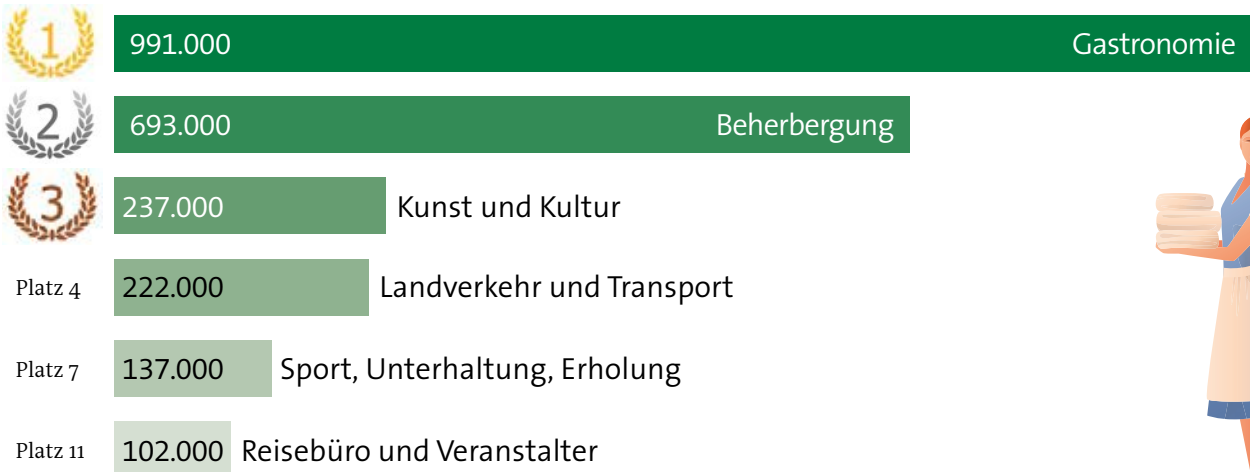 1 991.000 Gastronomie
2 693.000 Beherbergung
3 237.000 Kunst und Kultur
Platz 4 222.000 Landverkehr und Transport
Platz 7 137.000 Sport, Unterhaltung, Erholung
Platz 11 102.000 Reisebüro und Veranstalter